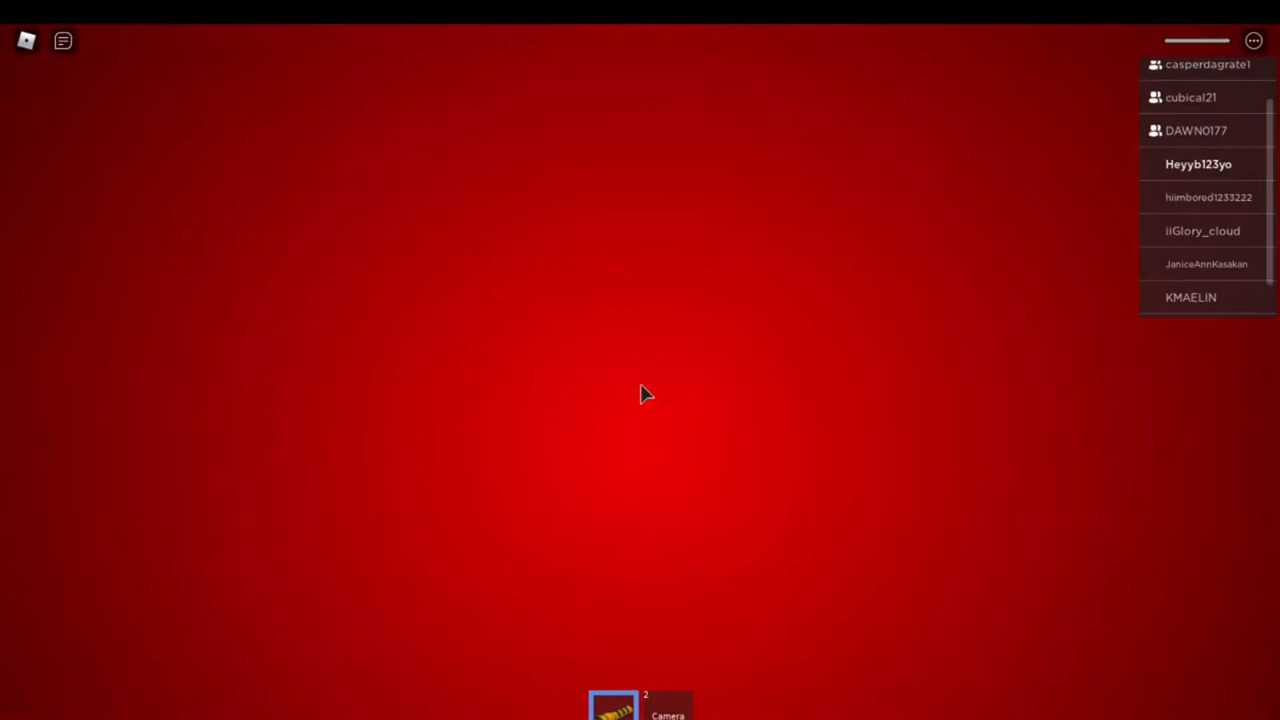 casperdagrate1
cubical21
DAWN0177
Heyyb123yo
hiimbored1233222
iiGlory_cloud
JaniceAnnKasakan
KMAELIN
2
Camera